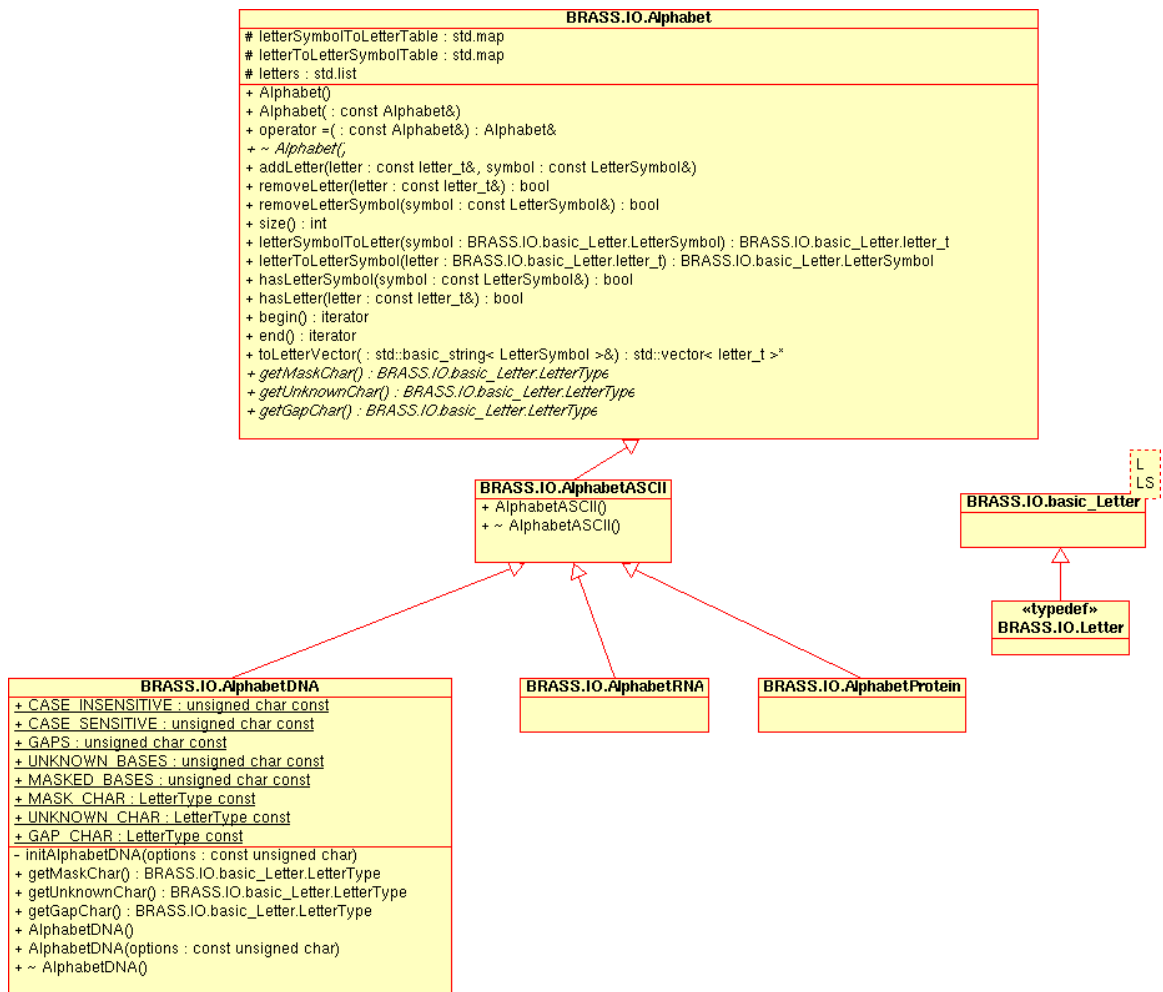 BRASS.IO.Alphabet
# letterSymbolToLetterTable : std.map
# letterToLetterSymbolTable : std.map
# letters : std.list
+ Alphabet()
+ Alphabet( : const Alphabet&)
+ operator =( : const Alphabet&) : Alphabet&
+ ~ Alphabet(,
+ addLetter(letter : const letter_t&, symbol : const LetterSymbol&)
+ removeLetter(letter : const letter_t&) : bool
+ removeLetterSymbol(symbol : const LetterSymbol&) : bool
+ size() : int
+ letterSymbolToLetter(symbol : BRASS.IO.basic_Letter.LetterSymbol) : BRASS.IO.basic_Letter.letter_t
+ letterToLetterSymbol(letter : BRASS.IO.basic_Letter.letter_t) : BRASS.IO.basic_Letter.LetterSymbol
+ hasLetterSymbol(symbol : const LetterSymbol&) : bool
+ hasLetter(letter : const letter_t&) : bool
+ begin() : iterator
+ end() : iterator
+ toLetterVector( : std::basic_string< LetterSymbol >&) : std::vector< letter_t >*
+ getMaskChar() : BRASS.IO.basic_Letter.LetterType
+ getUnknownChar() : BRASS.IO.basic_Letter.LetterType
+ getGapChar() : BRASS.IO.basic_Letter.LetterType
BRASS.IO.AlphabetASCII
+ AlphabetASCII()
+ ~ AlphabetASCII()
L
LS
BRASS.IO.basic_Letter
«typedef»
BRASS.IO.Letter
BRASS.IO.AlphabetDNA
+ CASE_INSENSITIVE : unsigned char const
+ CASE_SENSITIVE : unsigned char const
+ GAPS : unsigned char const
+ UNKNOWN_BASES : unsigned char const
+ MASKED_BASES : unsigned char const
+ MASK_CHAR : LetterType const
+ UNKNOWN_CHAR : LetterType const
+ GAP_CHAR : LetterType const
- initAlphabetDNA(options : const unsigned char)
+ getMaskChar() : BRASS.IO.basic_Letter.LetterType
+ getUnknownChar() : BRASS.IO.basic_Letter.LetterType
+ getGapChar() : BRASS.IO.basic_Letter.LetterType
+ AlphabetDNA()
+ AlphabetDNA(options : const unsigned char)
+ ~ AlphabetDNA()
BRASS.IO.AlphabetRNA
BRASS.IO.AlphabetProtein